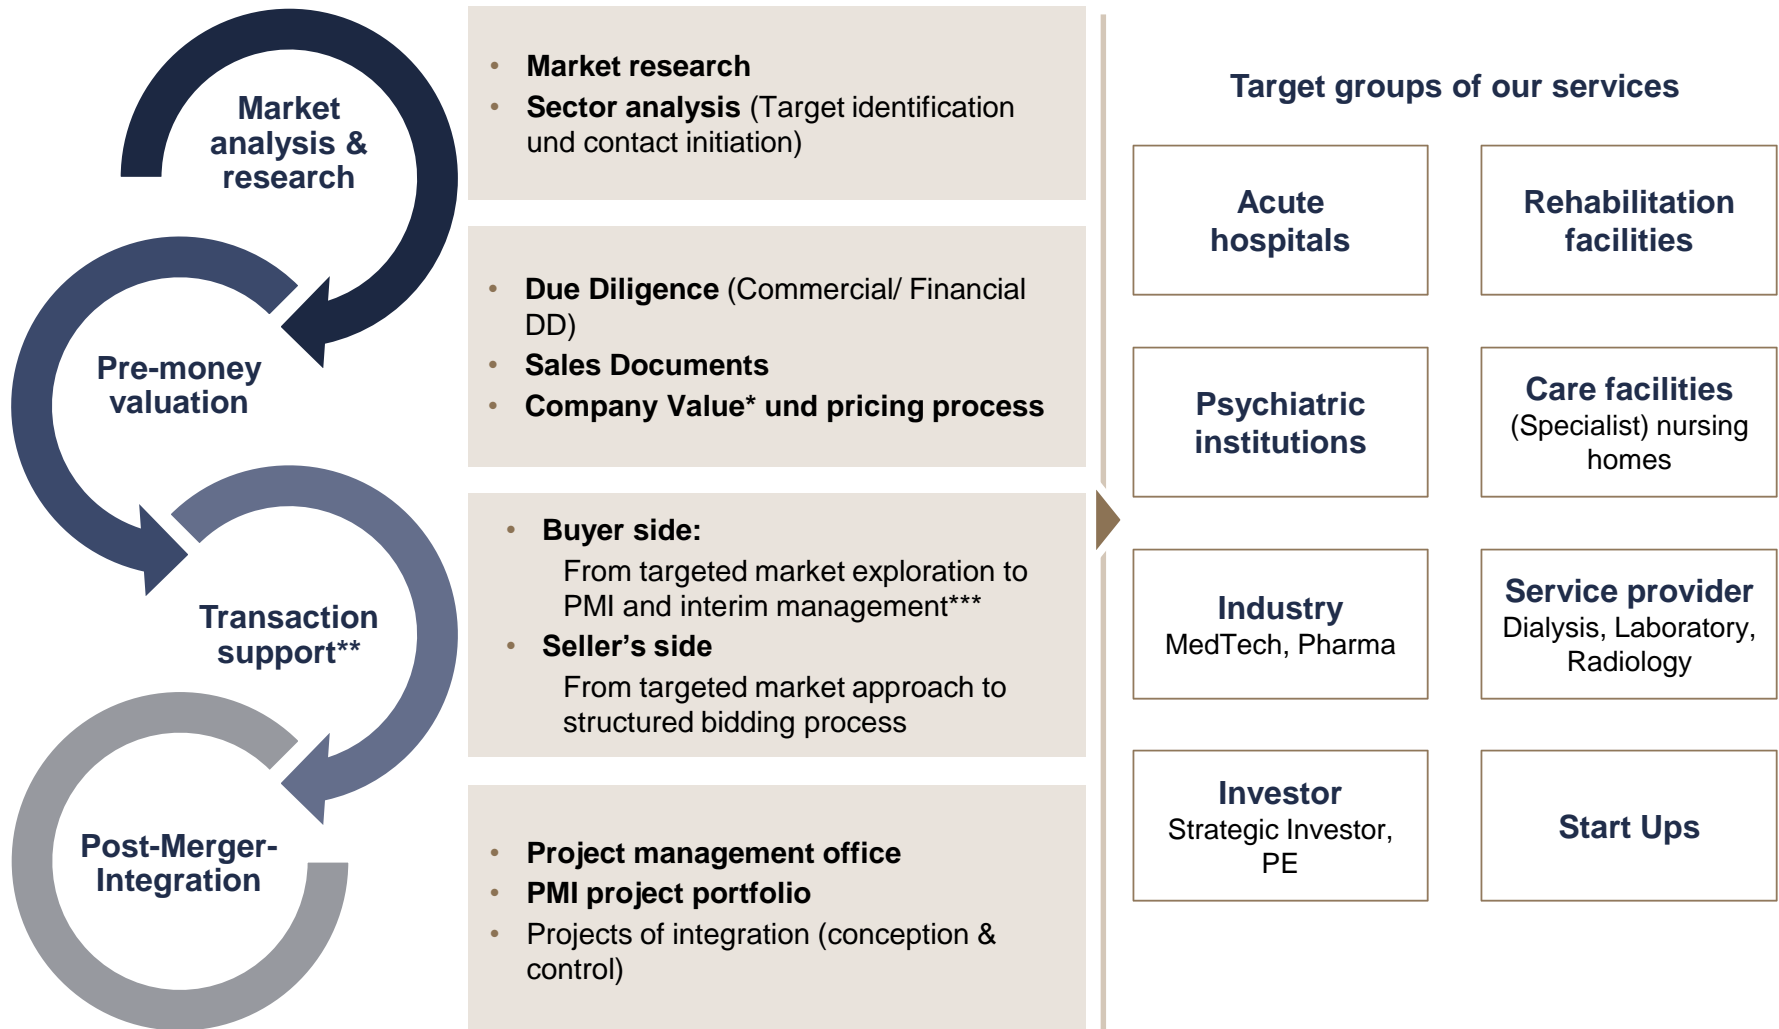 Market
analysis &
research
• Market research
• Sector analysis (Target identification
und contact initiation)
Pre-money
valuation
• Due Diligence (Commercial/ Financial
DD)
• Sales Documents
• Company Value* und pricing process
Transaction
support**
• Buyer side:
From targeted market exploration to
PMI and interim management***
• Seller’s side
From targeted market approach to
structured bidding process
Post-Merger-
Integration
• Project management office
• PMI project portfolio
• Projects of integration (conception &
control)
Target groups of our services
Acute
hospitals
Rehabilitation
facilities
Psychiatric
institutions
Care facilities
(Specialist) nursing
homes
Industry
MedTech, Pharma
Service provider
Dialysis, Laboratory,
Radiology
Investor
Strategic Investor,
PE
Start Ups